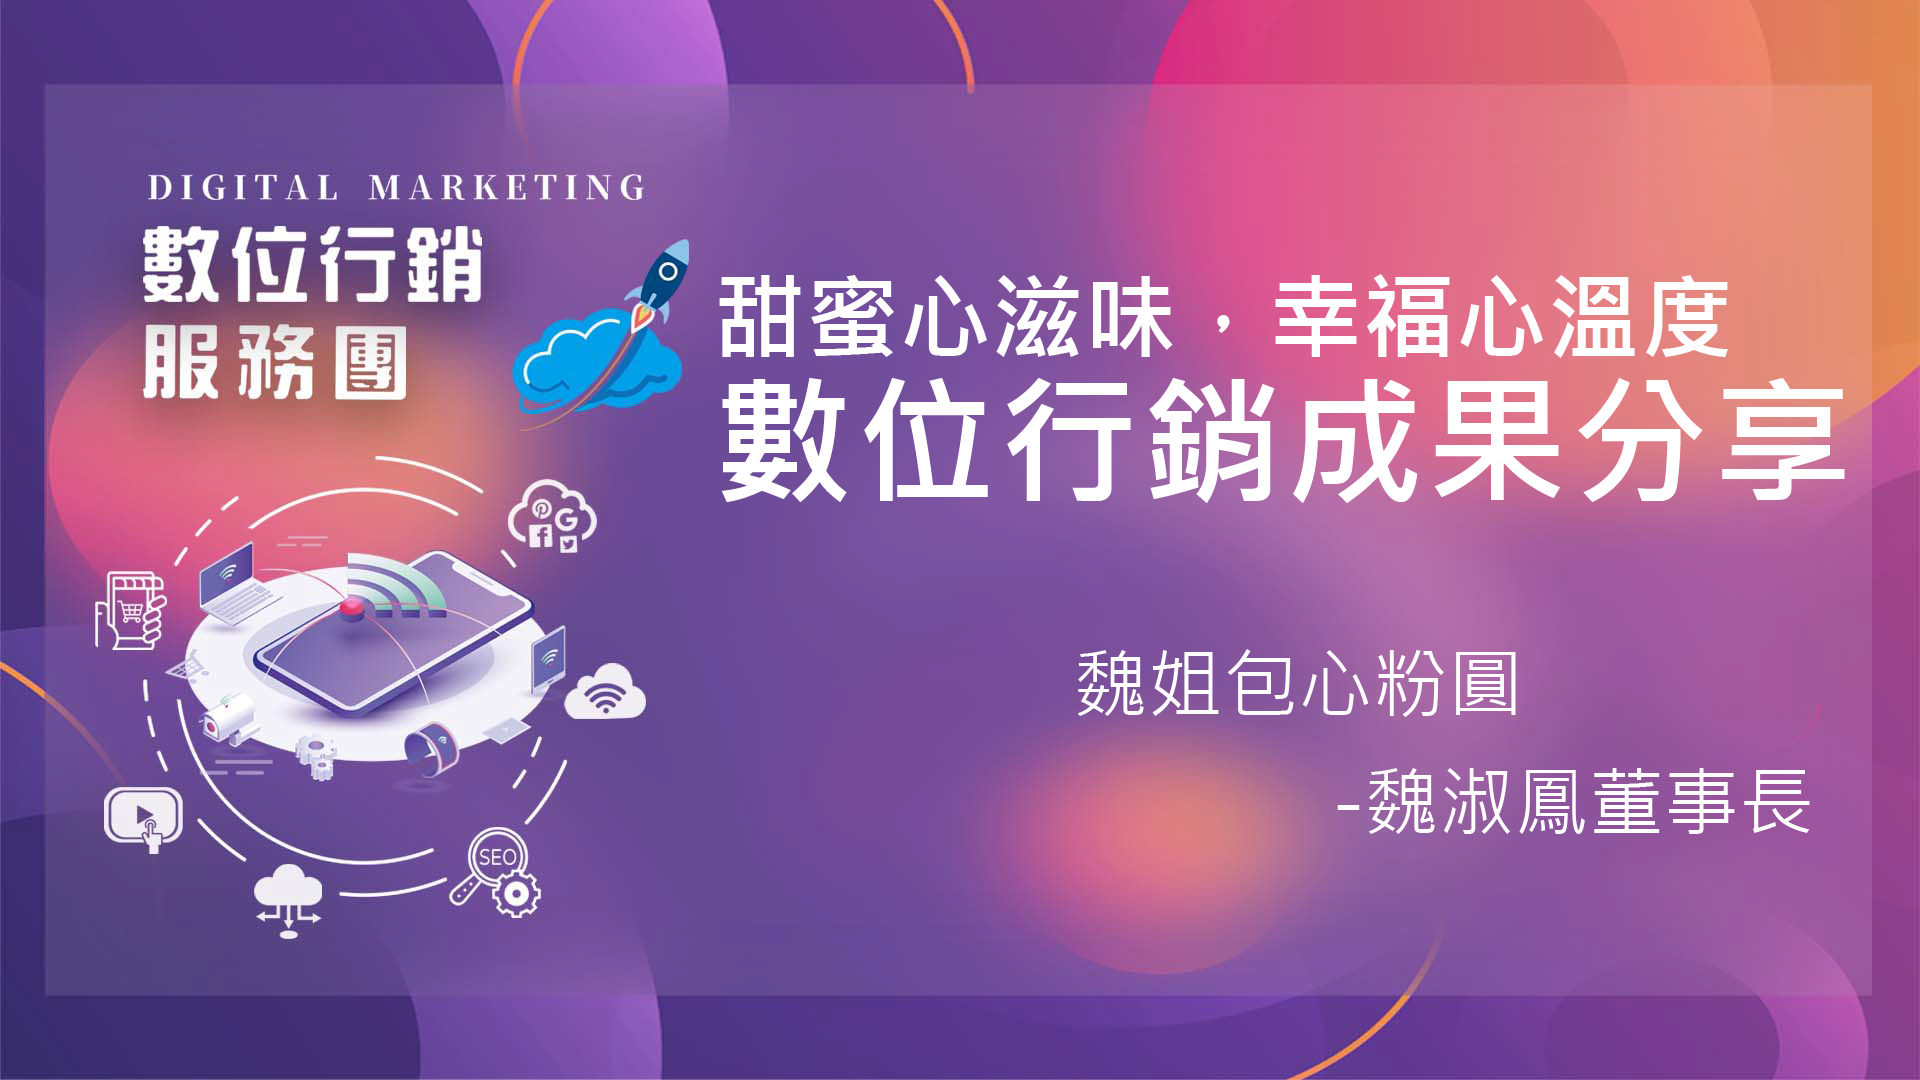 DIGITAL MARKETING
數位行銷
服務團
甜蜜心滋味，幸福心溫度
數位行銷成果分享
魏姐包心粉圓
-魏淑鳳董事長
SEO